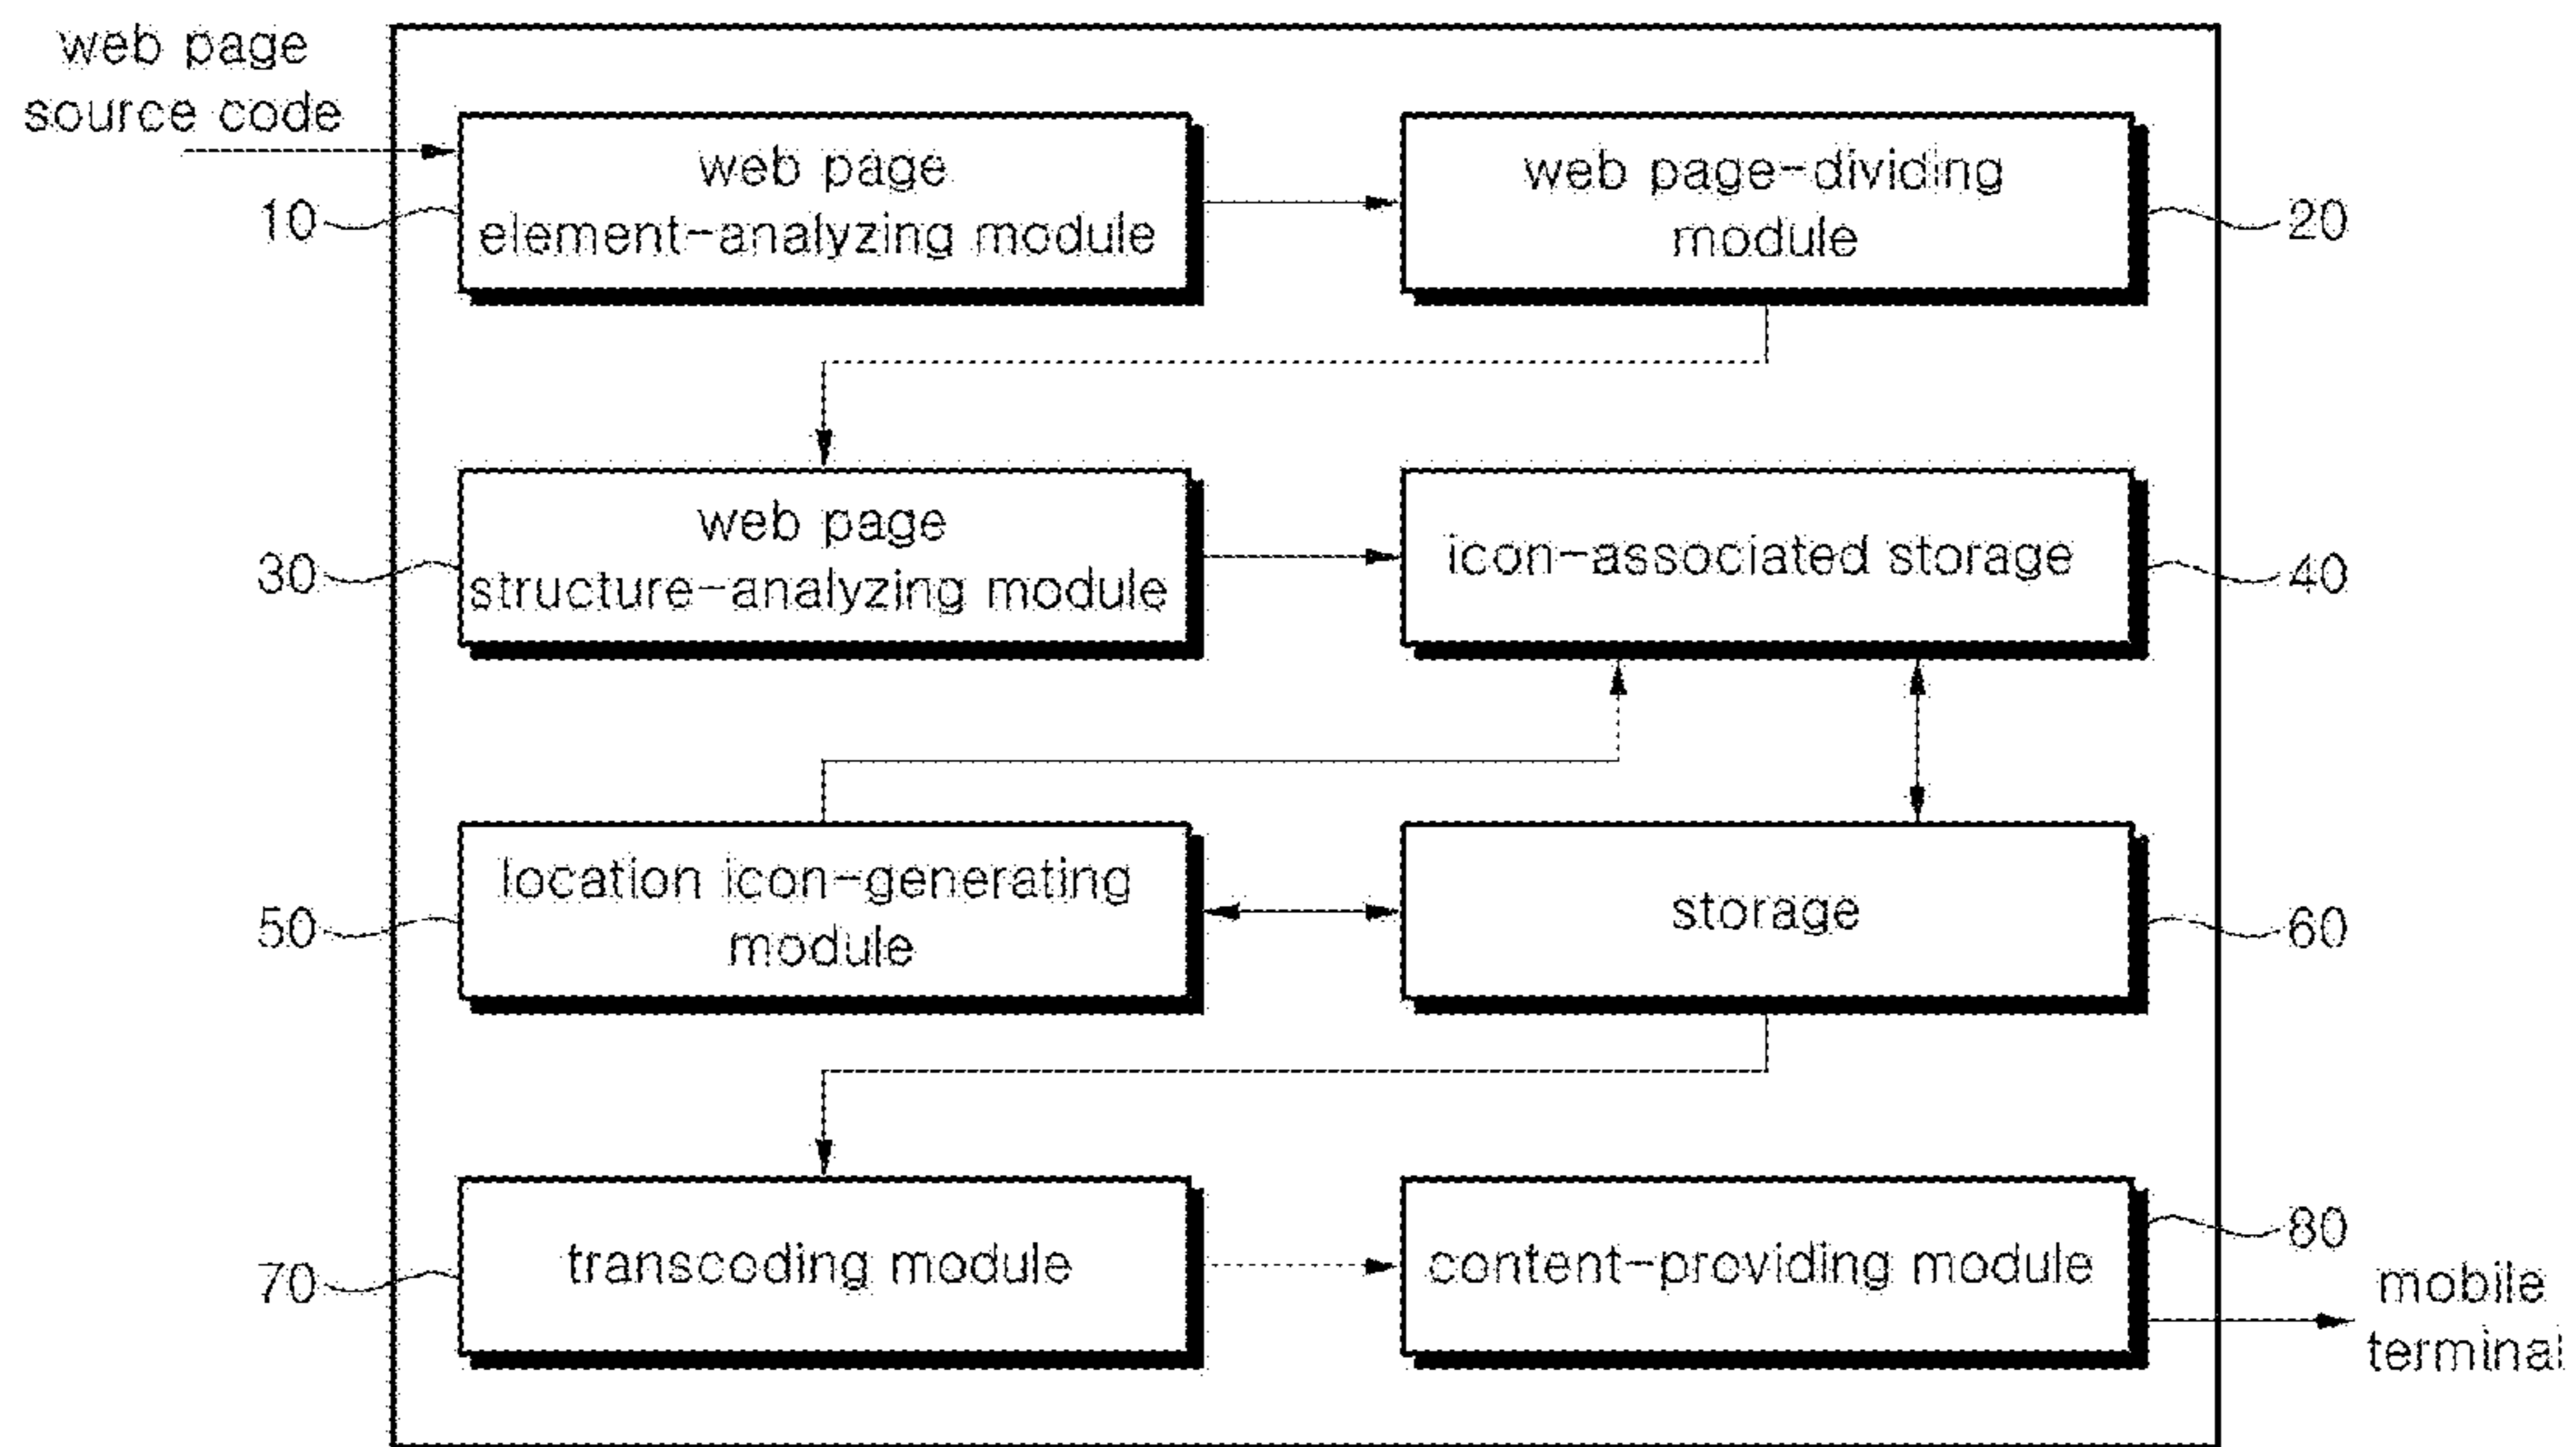 web page
source code
web page
element-analyzing module
10
web page-dividing
module
20
web page
structure-analyzing module
30
icon-associated storage
40
location icon-generating
module
50
storage
60
transcoding module
70
content-providing module
80
mobile
terminal